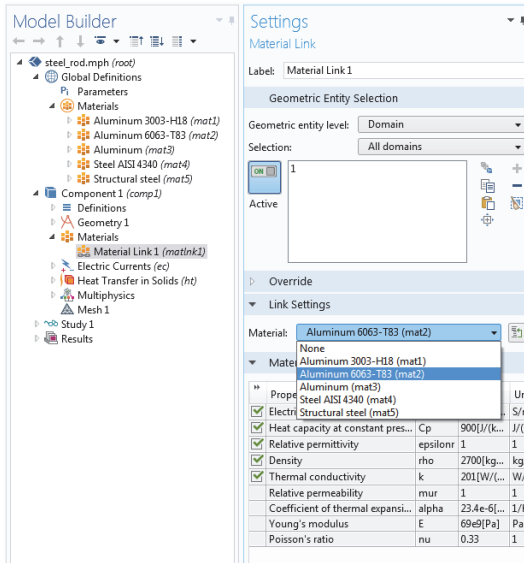 Model Builder
steel_rod.mph (root)
Global Definitions
Pi Parameters
Materials
Aluminum 3003-H18 (mat1)
Aluminum 6063-T83 (mat2)
Aluminum (mat3)
Steel AISI 4340 (mat4)
Structural steel (mat5)
Component 1 (comp1)
Definitions
Geometry 1
Materials
Material Link 1 (matlnk1)
Electric Currents (ec)
Heat Transfer in Solids (ht)
Multiphysics
Mesh 1
Study 1
Results
Settings
Material Link
Label: Material Link 1
Geometric Entity Selection
Geometric entity level: Domain
Selection: All domains
ON
Active
1
Override
Link Settings
Material: Aluminum 6063-T83 (mat2)
None
Aluminum 3003-H18 (mat1)
Aluminum 6063-T83 (mat2)
Aluminum (mat3)
Steel AISI 4340 (mat4)
Structural steel (mat5)
Mate
Prope Ur
Electri S/r
Heat capacity at constant pres... Cp 900[J/(k... J/(
Relative permittivity epsilonr 1 1
Density rho 2700[kg... kg
Thermal conductivity k 201[W/(... W/
Relative permeability mur 1 1
Coefficient of thermal expansi... alpha 23.4e-6[... 1/
Young's modulus E 69e9[Pa] Pa
Poisson's ratio nu 0.33 1